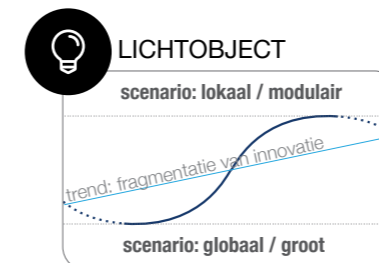 LICHTOBJECT
scenario: lokaal / modulair
trend: fragmentatie van innovatie
scenario: globaal / groot